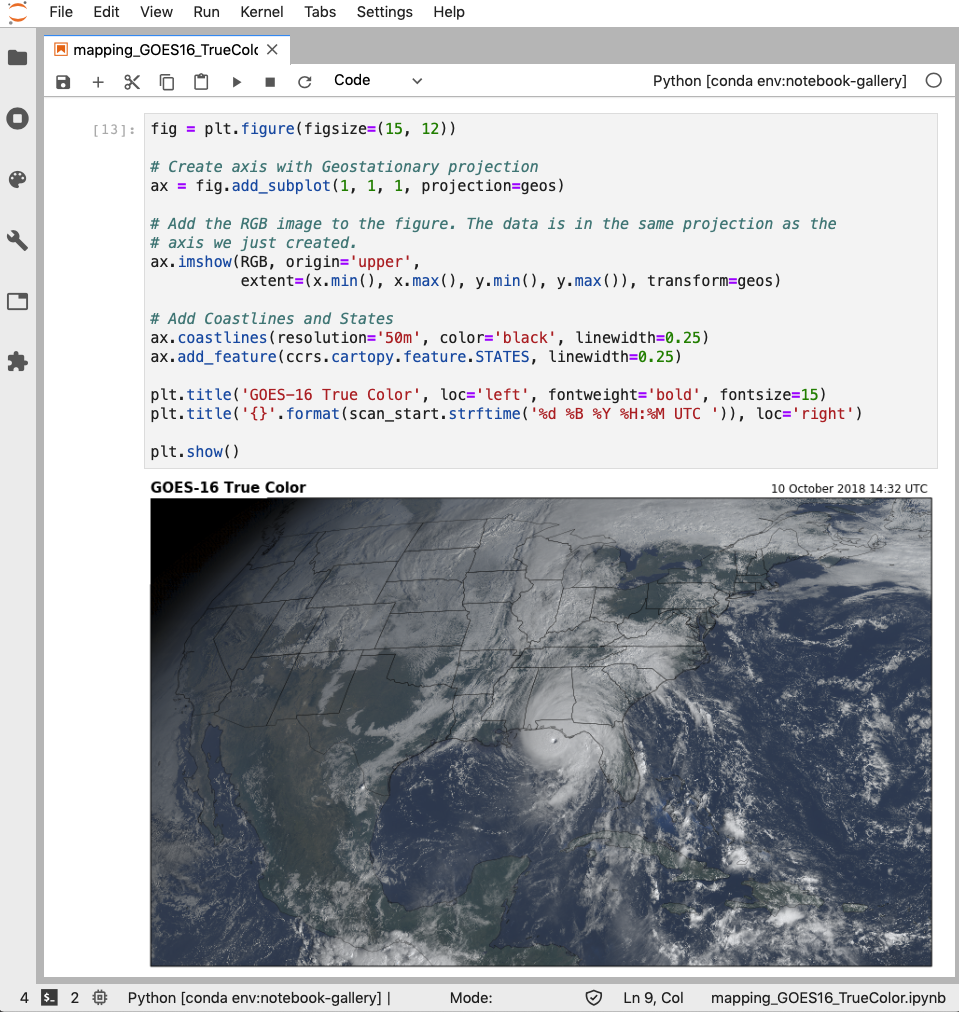 File Edit View Run Kernel Tabs Settings Help
mapping_GOES16_TrueColo
Code Python [conda env:notebook-gallery]
[13]: fig = plt.figure(figsize=(15, 12))
# Create axis with Geostationary projection
ax = fig.add_subplot(1, 1, 1, projection=geos)
# Add the RGB image to the figure. The data is in the same projection as the
# axis we just created.
ax.imshow(RGB, origin='upper',
extent=(x.min(), x.max(), y.min(), y.max()), transform=geos)
# Add Coastlines and States
ax.coastlines(resolution='50m', color='black', linewidth=0.25)
ax.add_feature(ccrs.cartopy.feature.STATES, linewidth=0.25)
plt.title('GOES-16 True Color', loc='left', fontweight='bold', fontsize=15)
plt.title('{}'.format(scan_start.strftime('%d %B %Y %H:%M UTC ')), loc='right')
plt.show()
GOES-16 True Color 10 October 2018 14:32 UTC
4 $_ 2 Python [conda env:notebook-gallery] | Mode: Ln 9, Col mapping_GOES16_TrueColor.ipynb